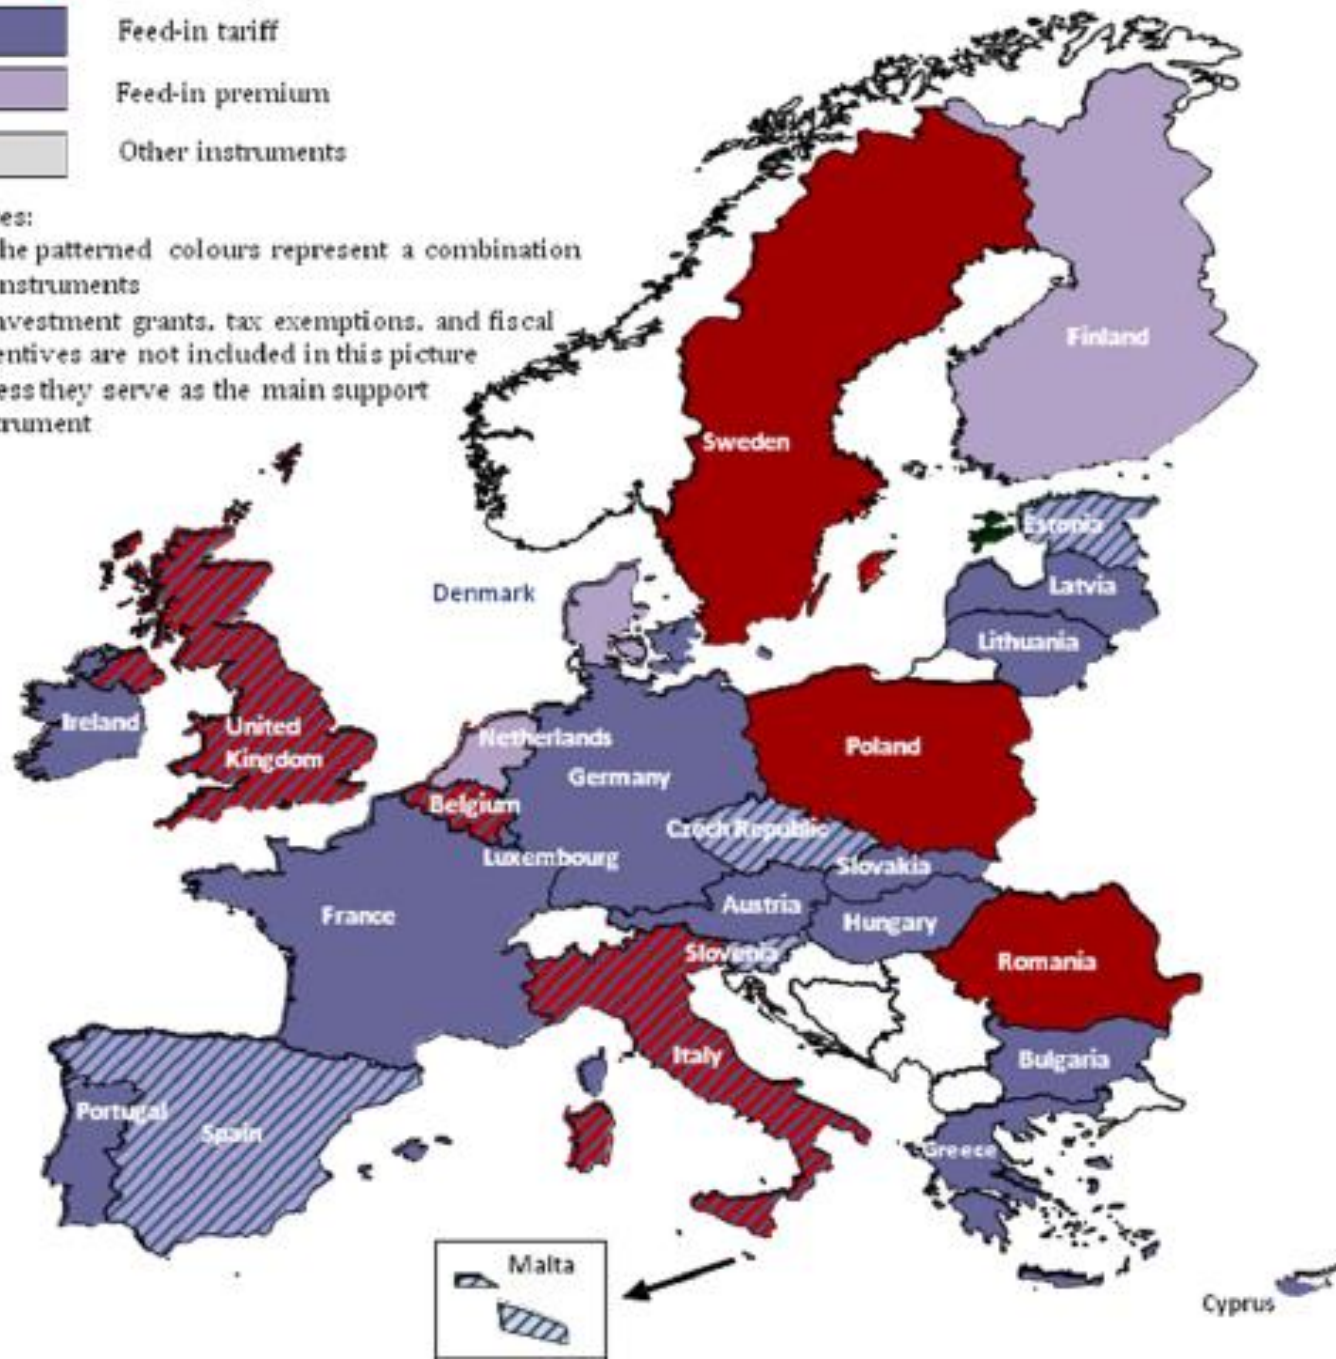 Feed-in tariff
Feed-in premium
Other instruments
es:
he patterned colours represent a combination
nstruments
nvestment grants, tax exemptions, and fiscal
entives are not included in this picture
ess they serve as the main support
trument
Finland
Sweden
Estonia
Denmark
Latvia
Lithuania
Ireland
United
Kingdom
Netherlands
Poland
Germany
Belgium
Czech Republic
Luxembourg
Slovakia
France
Austria
Hungary
Slovenia
Romania
Italy
Bulgaria
Portugal
Spain
Greece
Malta
Cyprus